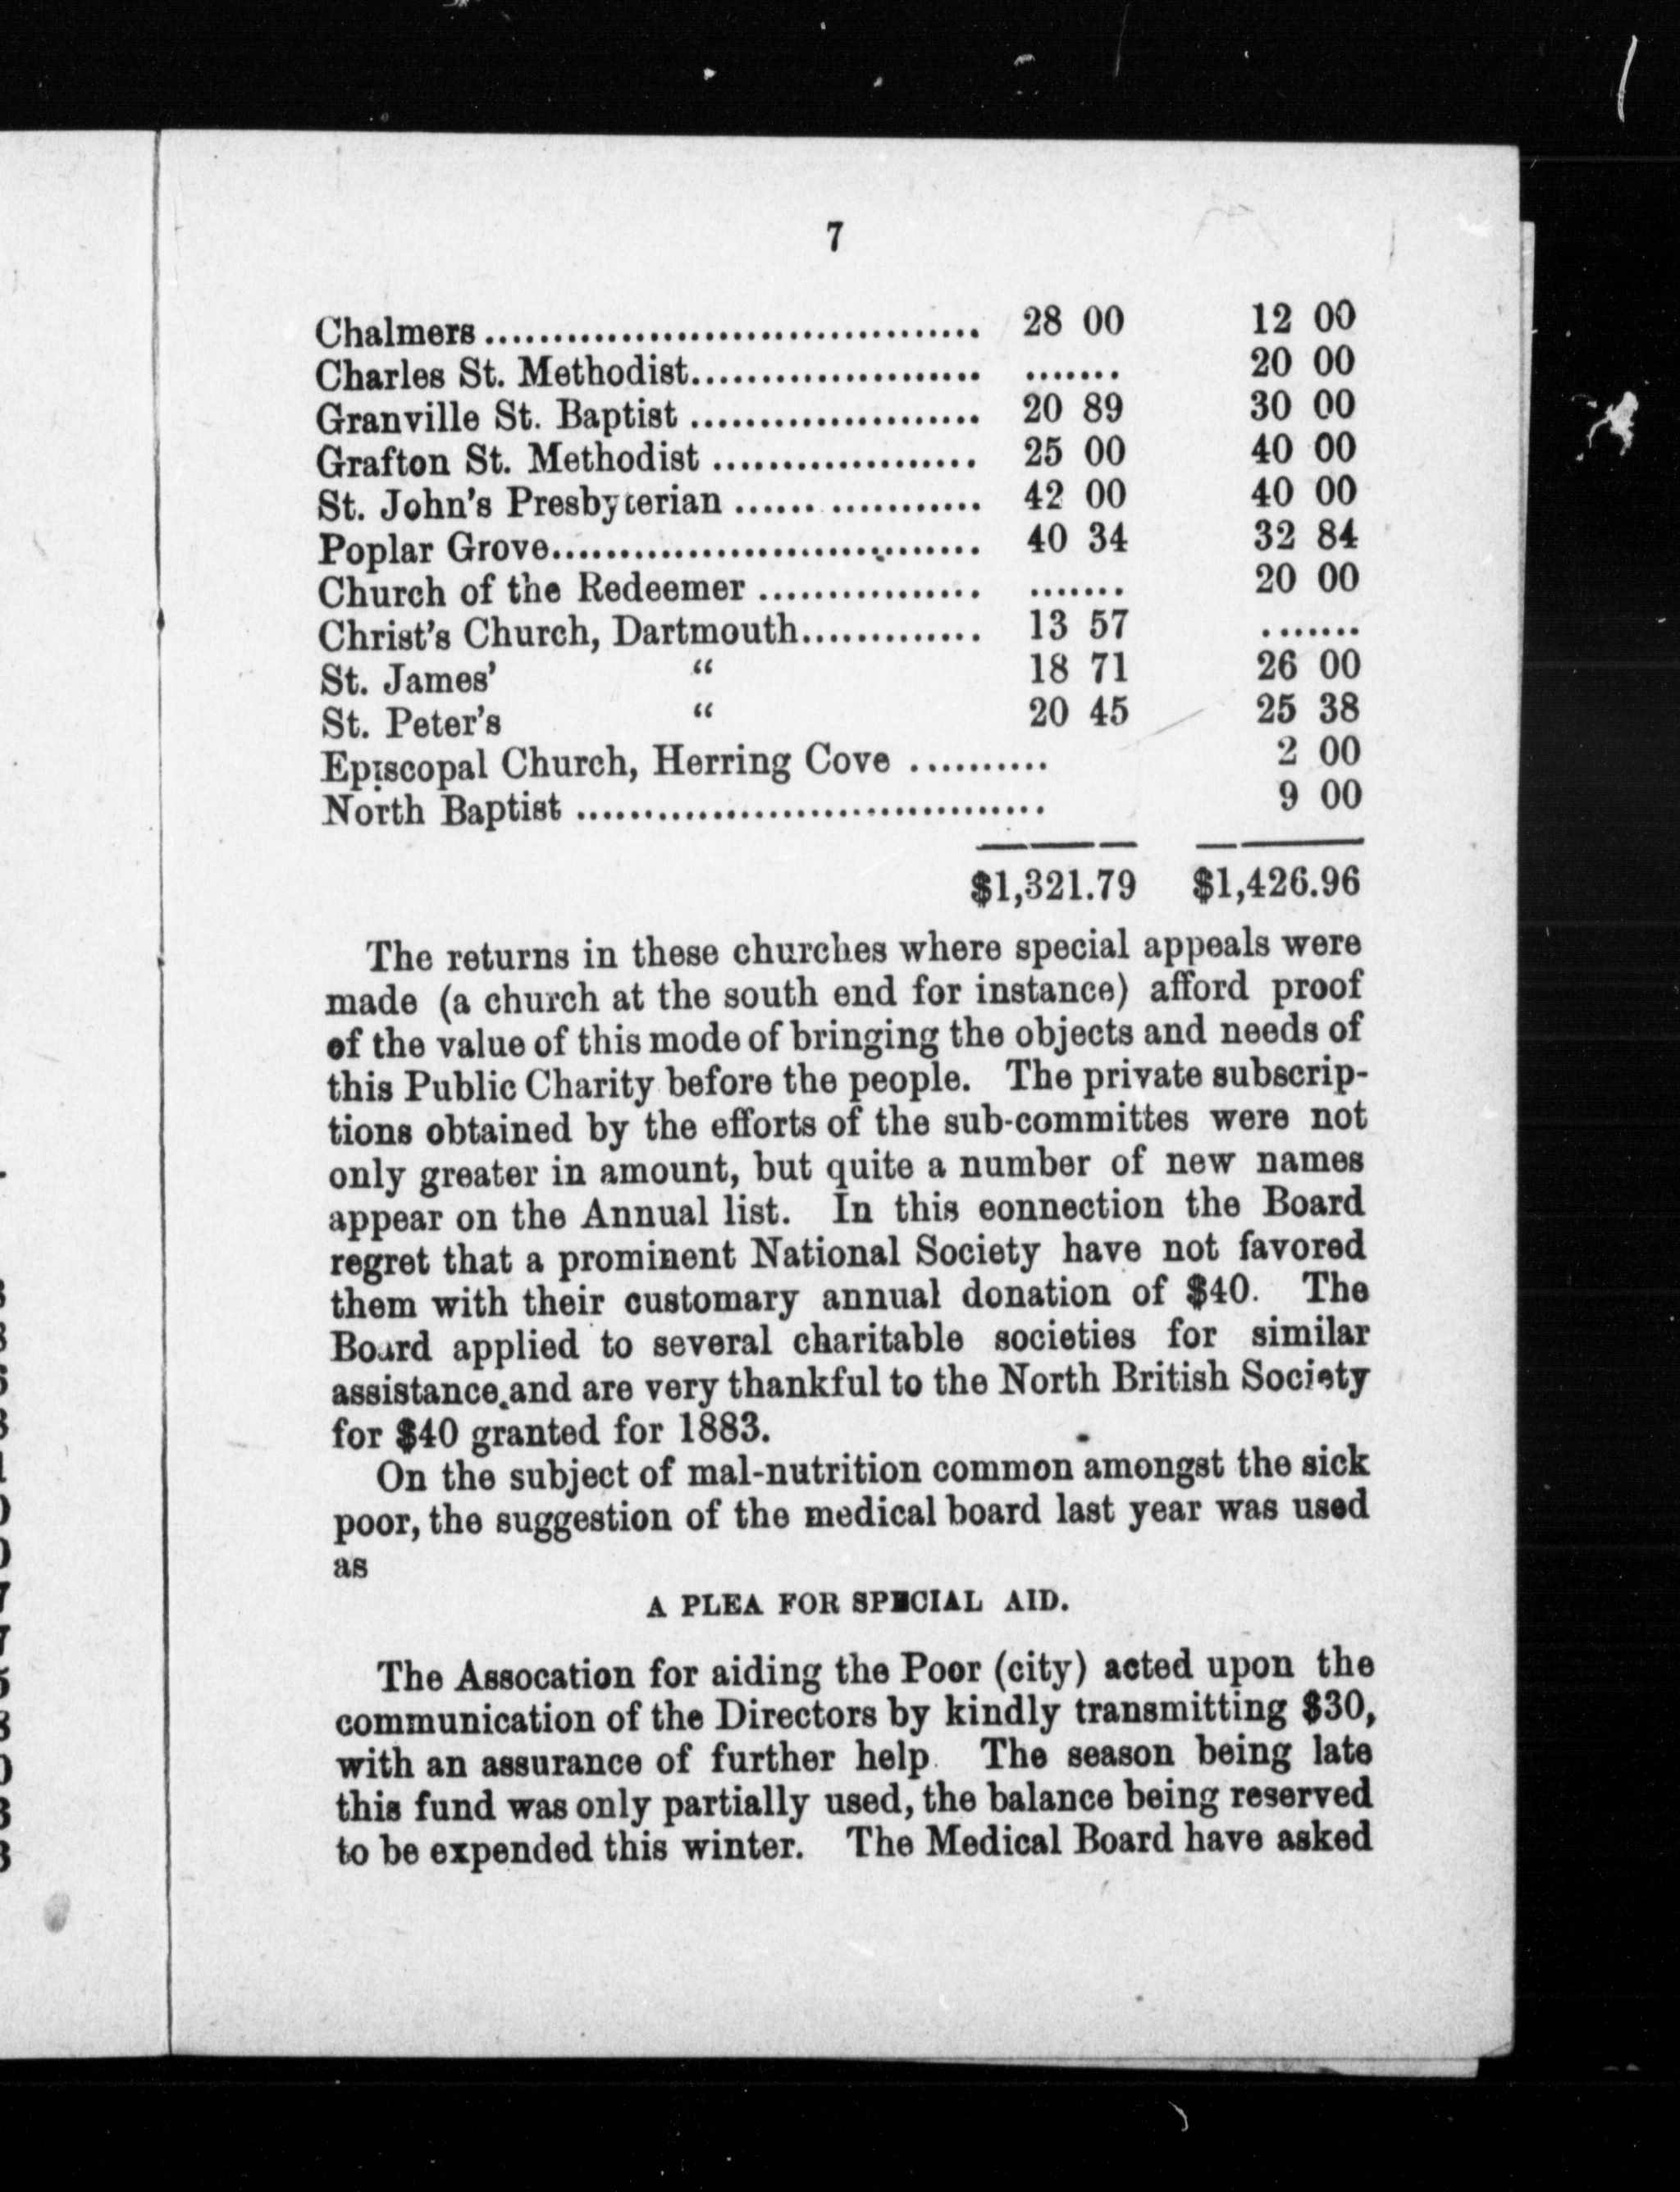 7
Chalmers .................................... 28 00 12 00
Charles St. Methodist..................... ....... 20 00
Granville St. Baptist ..................... 20 89 30 00
Grafton St. Methodist ................... 25 00 40 00
St. John's Presbyterian ...... ........... 42 00 40 00
Poplar Grove............................... 40 34 32 84
Church of the Redeemer ................ ....... 20 00
Christ's Church, Dartmouth............. 13 57 .......
St. James' “ 18 71 26 00
St. Peter's “ 20 45 25 38
Episcopal Church, Herring Cove .......... 2 00
North Baptist .................................. 9 00
$1,321.79 $1,426.96
The returns in these churches where special appeals were
made (a church at the south end for instance) afford proof
of the value of this mode of bringing the objects and needs of
this Public Charity before the people. The private subscrip-
tions obtained by the efforts of the sub-committes were not
only greater in amount, but quite a number of new names
appear on the Annual list. In this eonnection the Board
regret that a prominent National Society have not favored
them with their customary annual donation of $40. The
Board applied to several charitable societies for similar
assistance and are very thankful to the North British Society
for $40 granted for 1883.
On the subject of mal-nutrition common amongst the sick
poor, the suggestion of the medical board last year was used
as
A PLEA FOR SPECIAL AID.
The Assocation for aiding the Poor (city) acted upon the
communication of the Directors by kindly transmitting $30,
with an assurance of further help. The season being late
this fund was only partially used, the balance being reserved
to be expended this winter. The Medical Board have asked